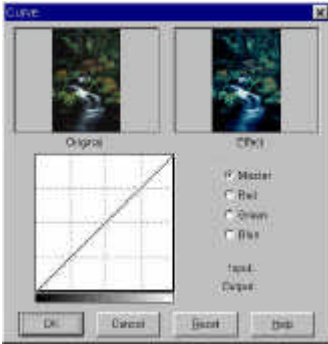 Curve
Original
Effect
Master
Red
Green
Blue
Input:
Output:
OK
Cancel
Reset
Help